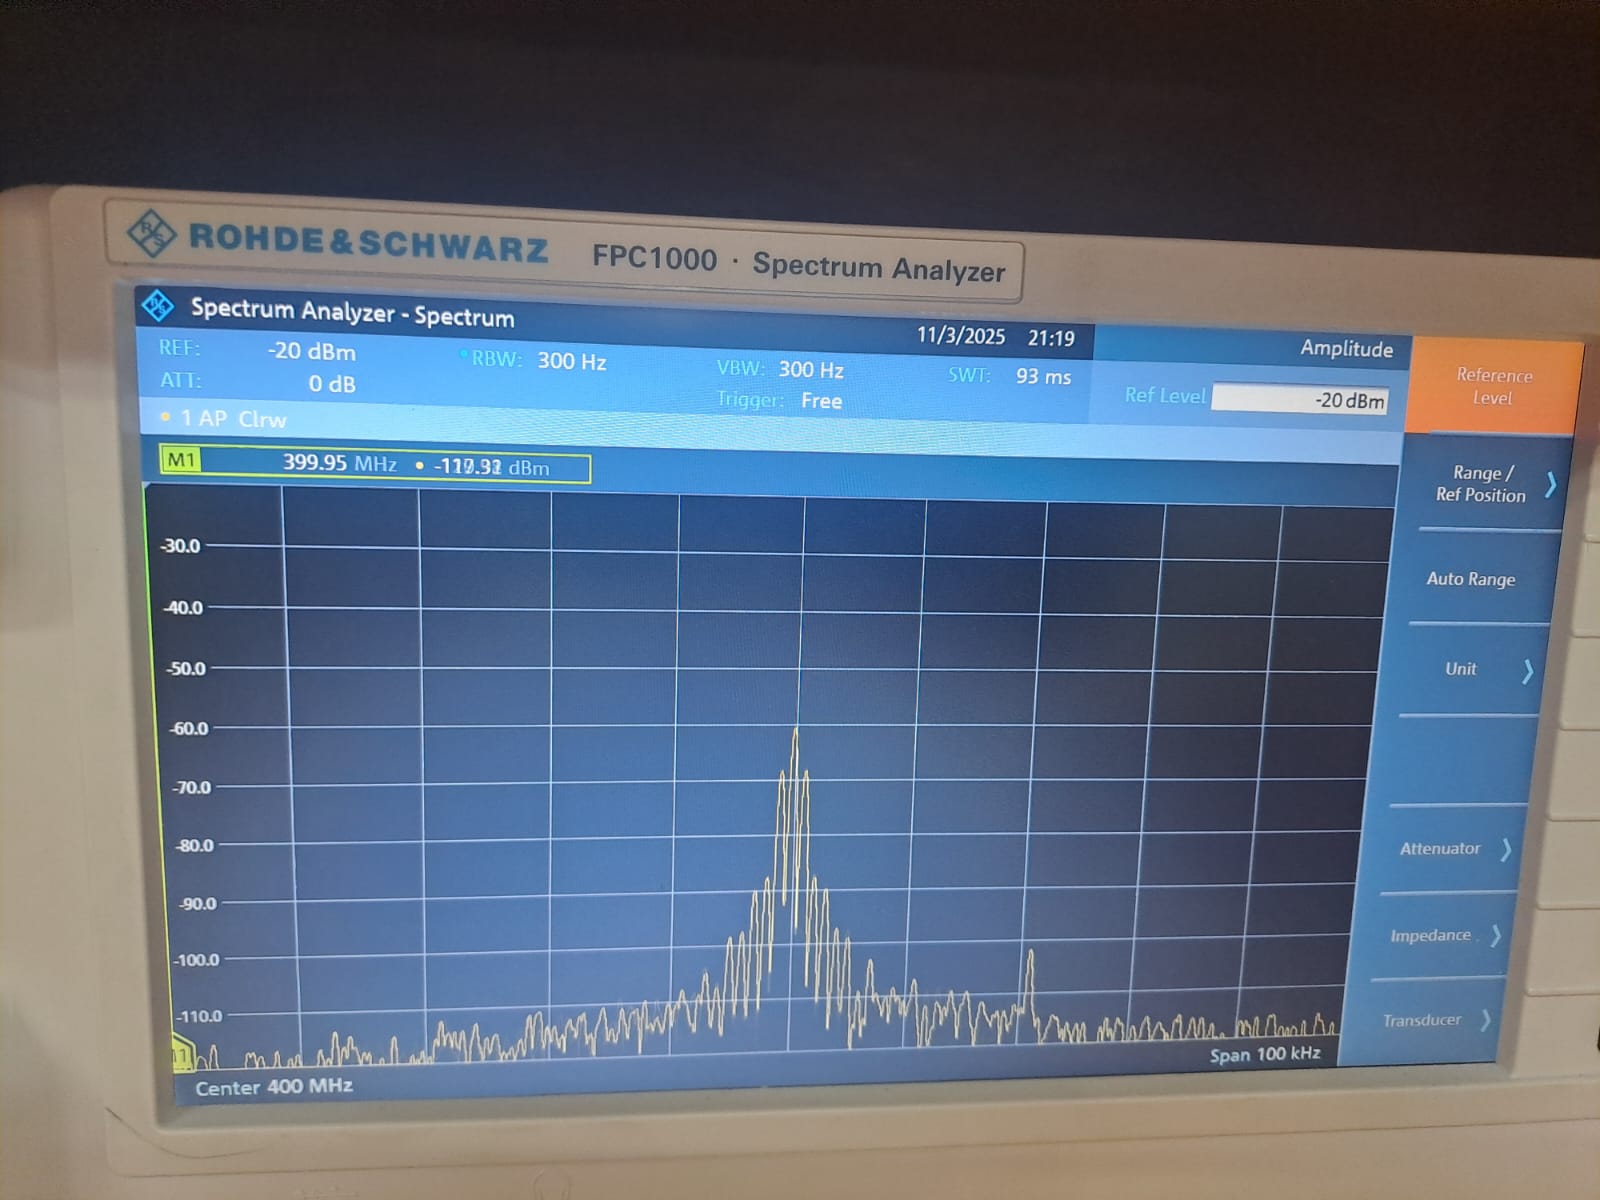 ROHDE&SCHWARZ FPC1000 · Spectrum Analyzer
Spectrum Analyzer - Spectrum
11/3/2025 21:19
Amplitude
REF: -20 dBm
RBW: 300 Hz
VBW: 300 Hz
SWT: 93 ms
ATT: 0 dB
Trigger: Free
Ref Level -20 dBm
1 AP Clrw
M1 399.95 MHz dBm
-30.0
-40.0
-50.0
-60.0
-70.0
-80.0
-90.0
-100.0
-110.0
Center 400 MHz
Span 100 kHz
Reference
Level
Range /
Ref Position
Auto Range
Unit
Attenuator
Impedance
Transducer